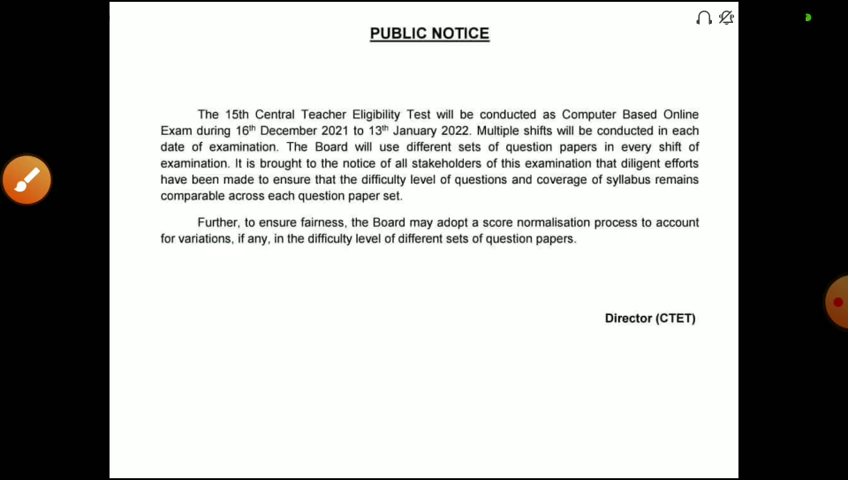 PUBLIC NOTICE
The 15th Central Teacher Eligibility Test will be conducted as Computer Based Online
Exam during 16th December 2021 to 13th January 2022. Multiple shifts will be conducted in each
date of examination. The Board will use different sets of question papers in every shift of
examination. It is brought to the notice of all stakeholders of this examination that diligent efforts
have been made to ensure that the difficulty level of questions and coverage of syllabus remains
comparable across each question paper set.
Further, to ensure fairness, the Board may adopt a score normalisation process to account
for variations, if any, in the difficulty level of different sets of question papers.
Director (CTET)